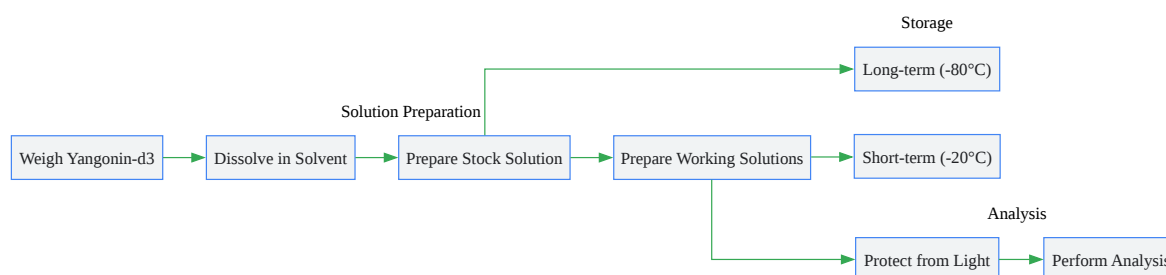 Storage
Long-term (-80°C)
Solution Preparation
Weigh Yangonin-d3
Dissolve in Solvent
Prepare Stock Solution
Prepare Working Solutions
Short-term (-20°C)
Analysis
Protect from Light
Perform Analysis